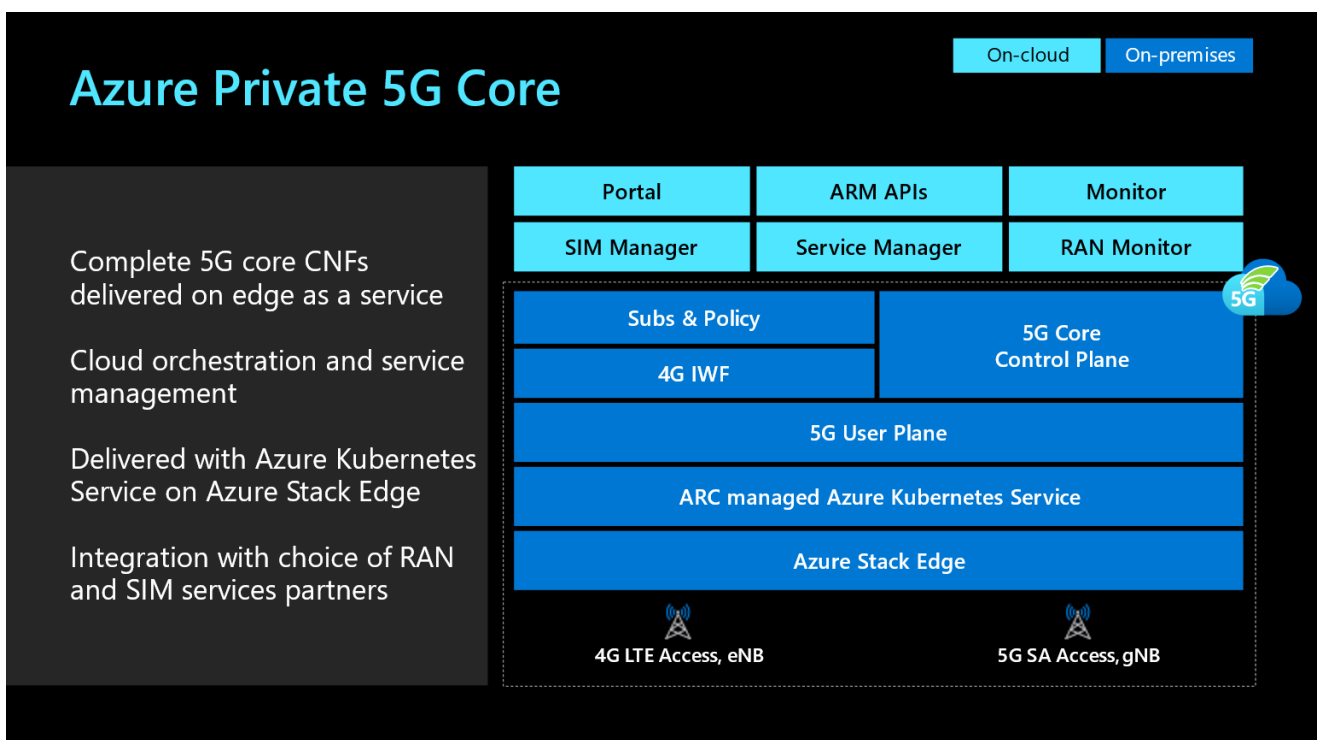 On-cloud
On-premises
Azure Private 5G Core
Complete 5G core CNFs
delivered on edge as a service
Cloud orchestration and service
management
Delivered with Azure Kubernetes
Service on Azure Stack Edge
Integration with choice of RAN
and SIM services partners
Portal
ARM APIs
Monitor
SIM Manager
Service Manager
RAN Monitor
5G
Subs & Policy
4G IWF
5G Core
Control Plane
5G User Plane
ARC managed Azure Kubernetes Service
Azure Stack Edge
4G LTE Access, eNB
5G SA Access, gNB